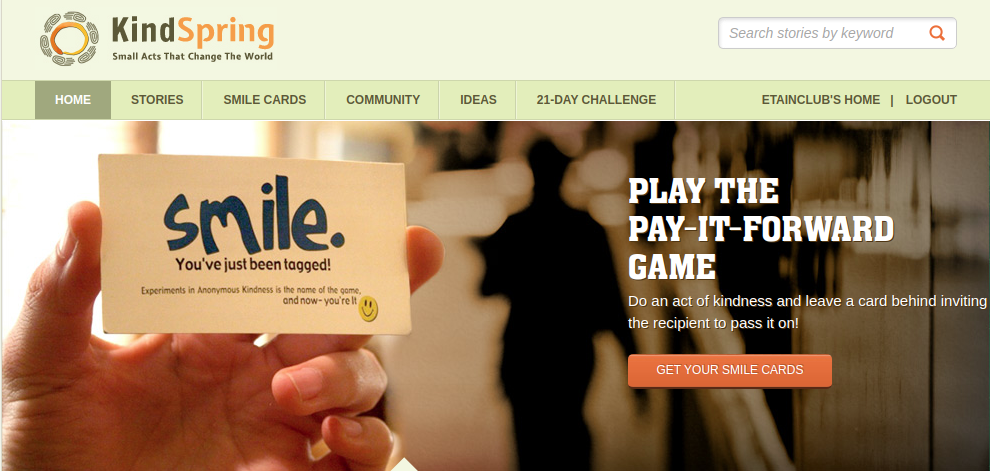 KindSpring
Small Acts That Change The World
Search stories by keyword
HOME STORIES SMILE CARDS COMMUNITY IDEAS 21-DAY CHALLENGE ETAINCLUB'S HOME | LOGOUT
smile.
You've just been tagged!
Experiments in Anonymous Kindness is the name of the game,
and now- you're It
PLAY THE
PAY-IT-FORWARD
GAME
Do an act of kindness and leave a card behind inviting
the recipient to pass it on!
GET YOUR SMILE CARDS